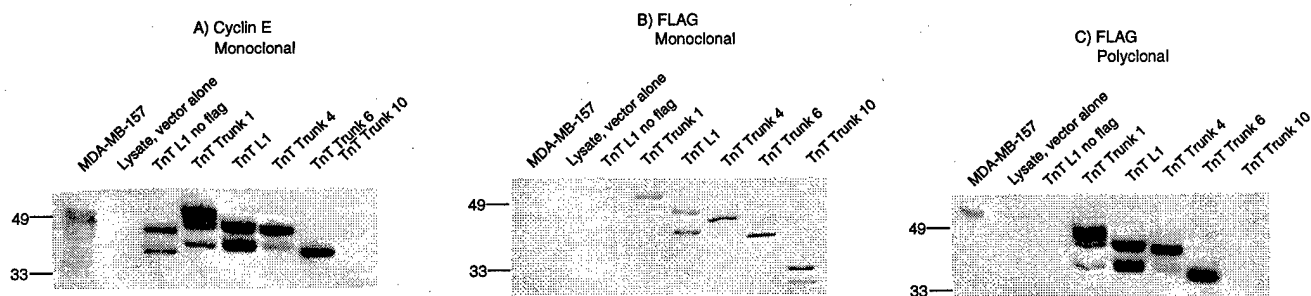 A) Cyclin E
Monoclonal
MDA-MB-157
Lysate, vector alone
TnT L1 no flag
TnT Trunk 1
TnT L1
TnT Trunk 4
TnT Trunk 6
TnT Trunk 10
49
33
B) FLAG
Monoclonal
MDA-MB-157
Lysate, vector alone
TnT L1 no flag
TnT Trunk 1
TnT L1
TnT Trunk 4
TnT Trunk 6
TnT Trunk 10
49
33
C) FLAG
Polyclonal
MDA-MB-157
Lysate, vector alone
TnT L1 no flag
TnT Trunk 1
TnT L1
TnT Trunk 4
TnT Trunk 6
TnT Trunk 10
49
33